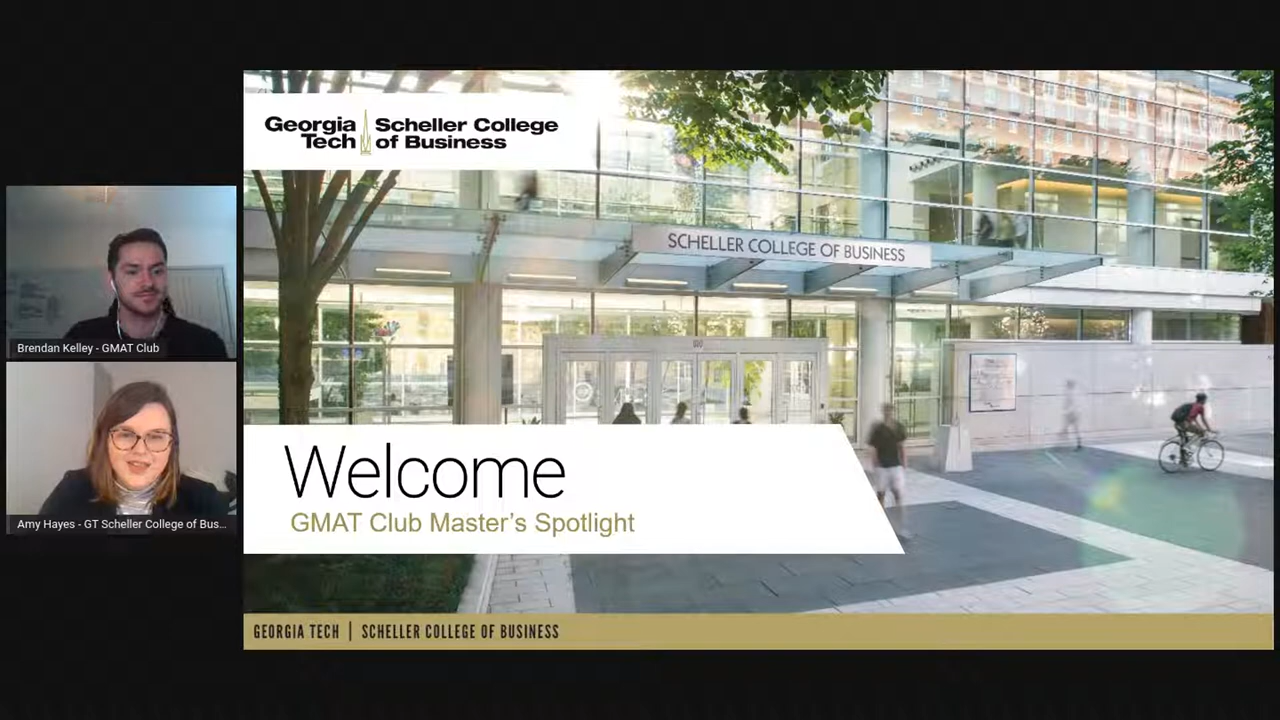 Georgia Tech
Scheller College of Business
SCHELLER COLLEGE OF BUSINESS
Brendan Kelley - GMAT Club
Amy Hayes - GT Scheller College of Bus...
Welcome
GMAT Club Master's Spotlight
GEORGIA TECH | SCHELLER COLLEGE OF BUSINESS